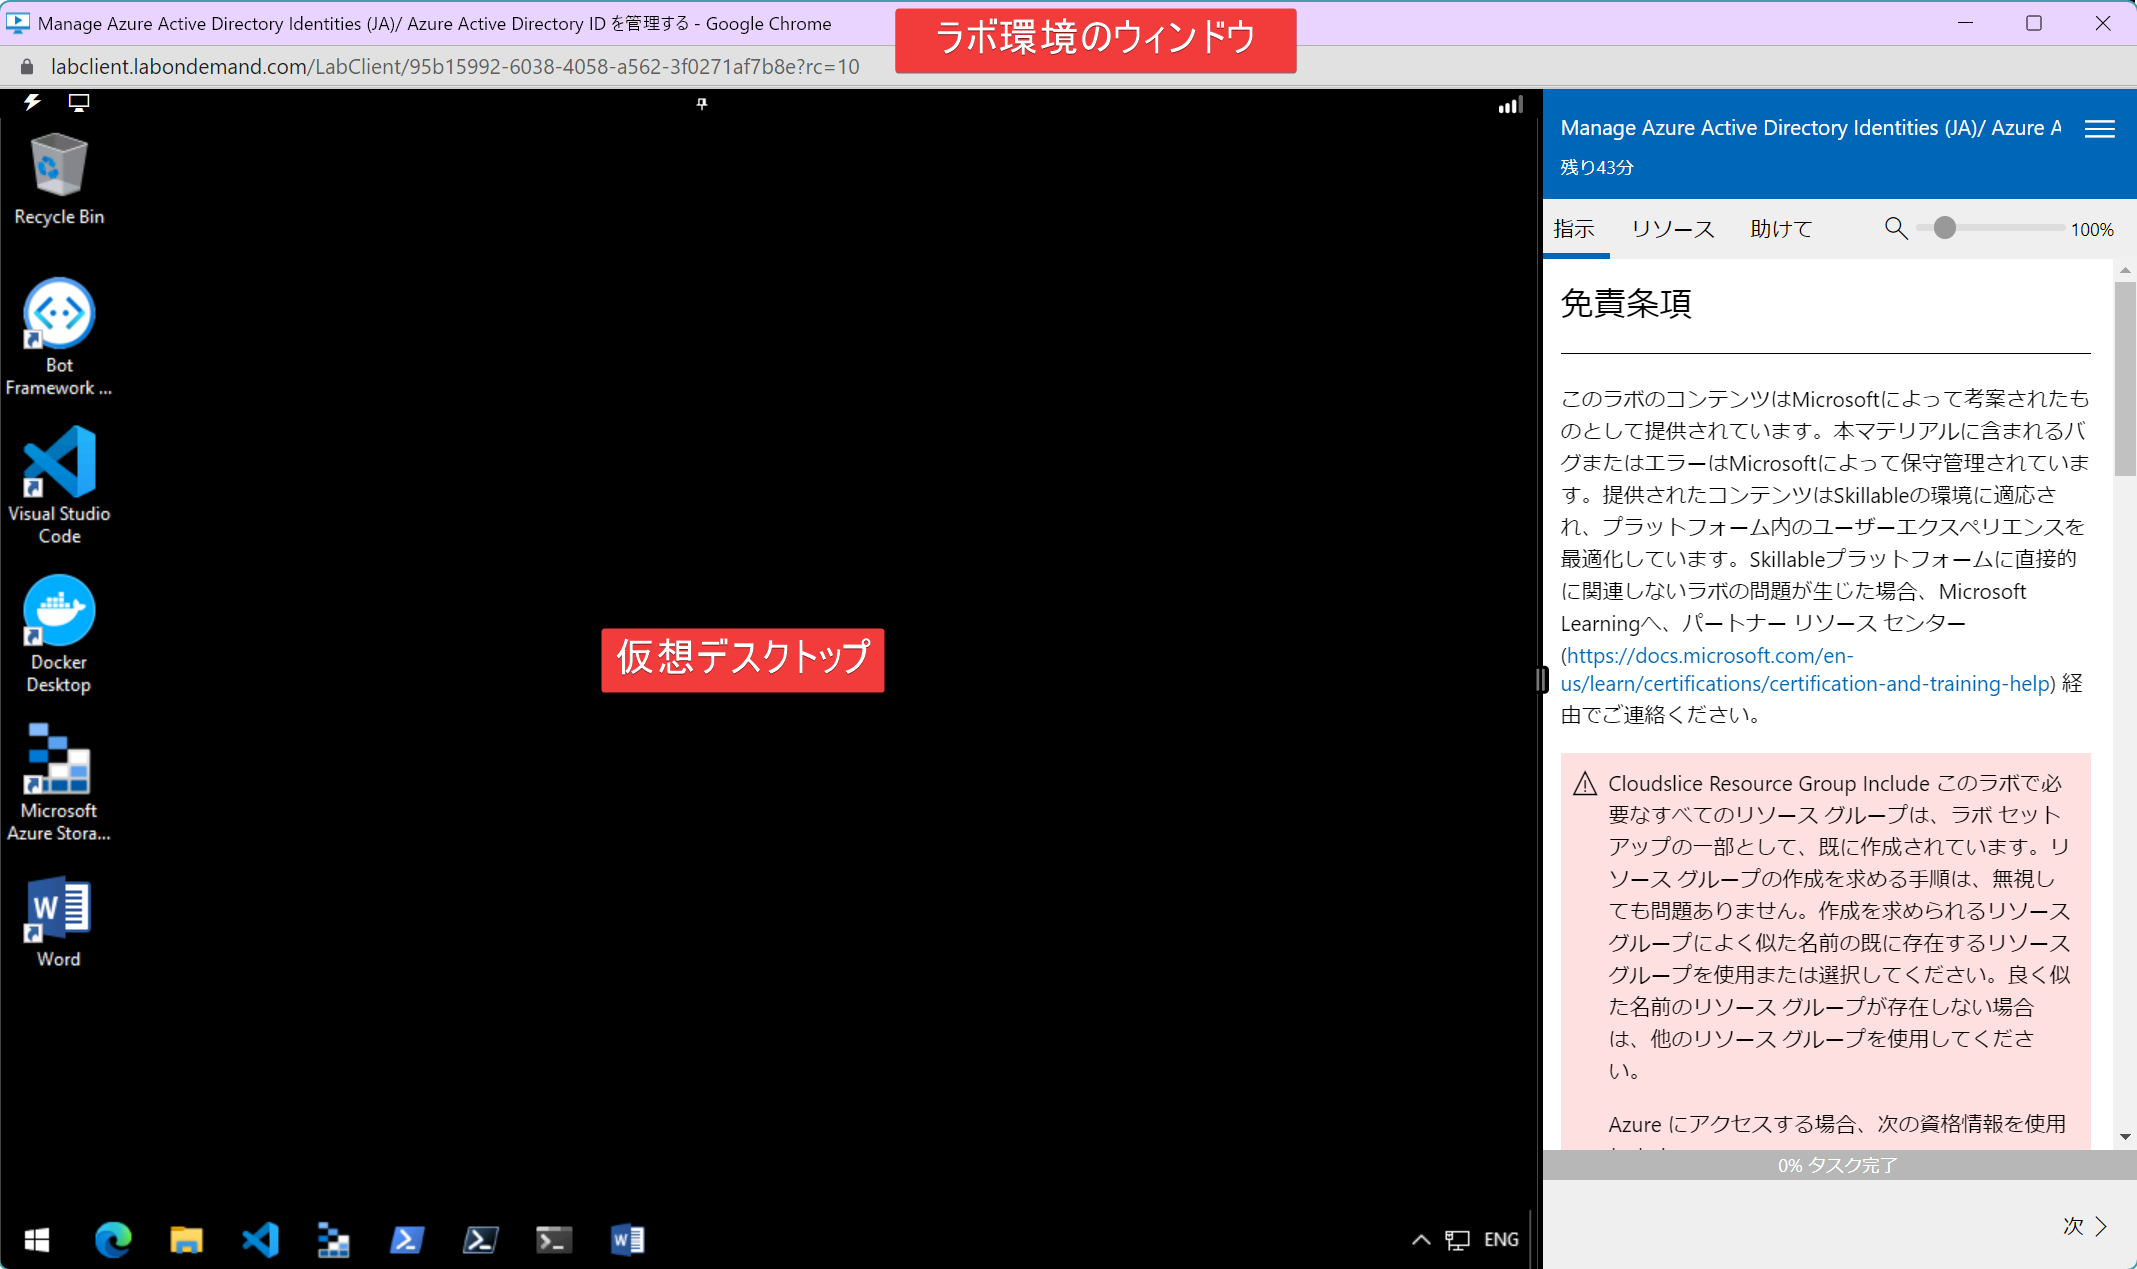 Manage Azure Active Directory Identities (JA)/ Azure Active Directory ID を管理する - Google Chrome
ラボ環境のウィンドウ
labclient.labondemand.com/LabClient/95b15992-6038-4058-a562-3f0271af7b8e?rc=10
Recycle Bin
Bot
Framework ...
Visual Studio
Code
Docker
Desktop
Microsoft
Azure Stora...
Word
仮想デスクトップ
ENG
Manage Azure Active Directory Identities (JA)/ Azure A
残り43分
指示 リソース 助けて 100%
免責条項
このラボのコンテンツはMicrosoftによって考案されたも
のとして提供されています。本マテリアルに含まれるバ
グまたはエラーはMicrosoftによって保守管理されていま
す。提供されたコンテンツはSkillableの環境に適応さ
れ、プラットフォーム内のユーザーエクスペリエンスを
最適化しています。Skillableプラットフォームに直接的
に関連しないラボの問題が生じた場合、Microsoft
Learningへ、パートナー リソース センター
(https://docs.microsoft.com/en-
us/learn/certifications/certification-and-training-help) 経
由でご連絡ください。
Cloudslice Resource Group Include このラボで必
要なすべてのリソース グループは、ラボ セット
アップの一部として、既に作成されています。リ
ソース グループの作成を求める手順は、無視し
ても問題ありません。作成を求められるリソース
グループによく似た名前の既に存在するリソース
グループを使用または選択してください。良く似
た名前のリソース グループが存在しない場合
は、他のリソース グループを使用してくださ
い。
Azure にアクセスする場合、次の資格情報を使用
0% タスク完了
次